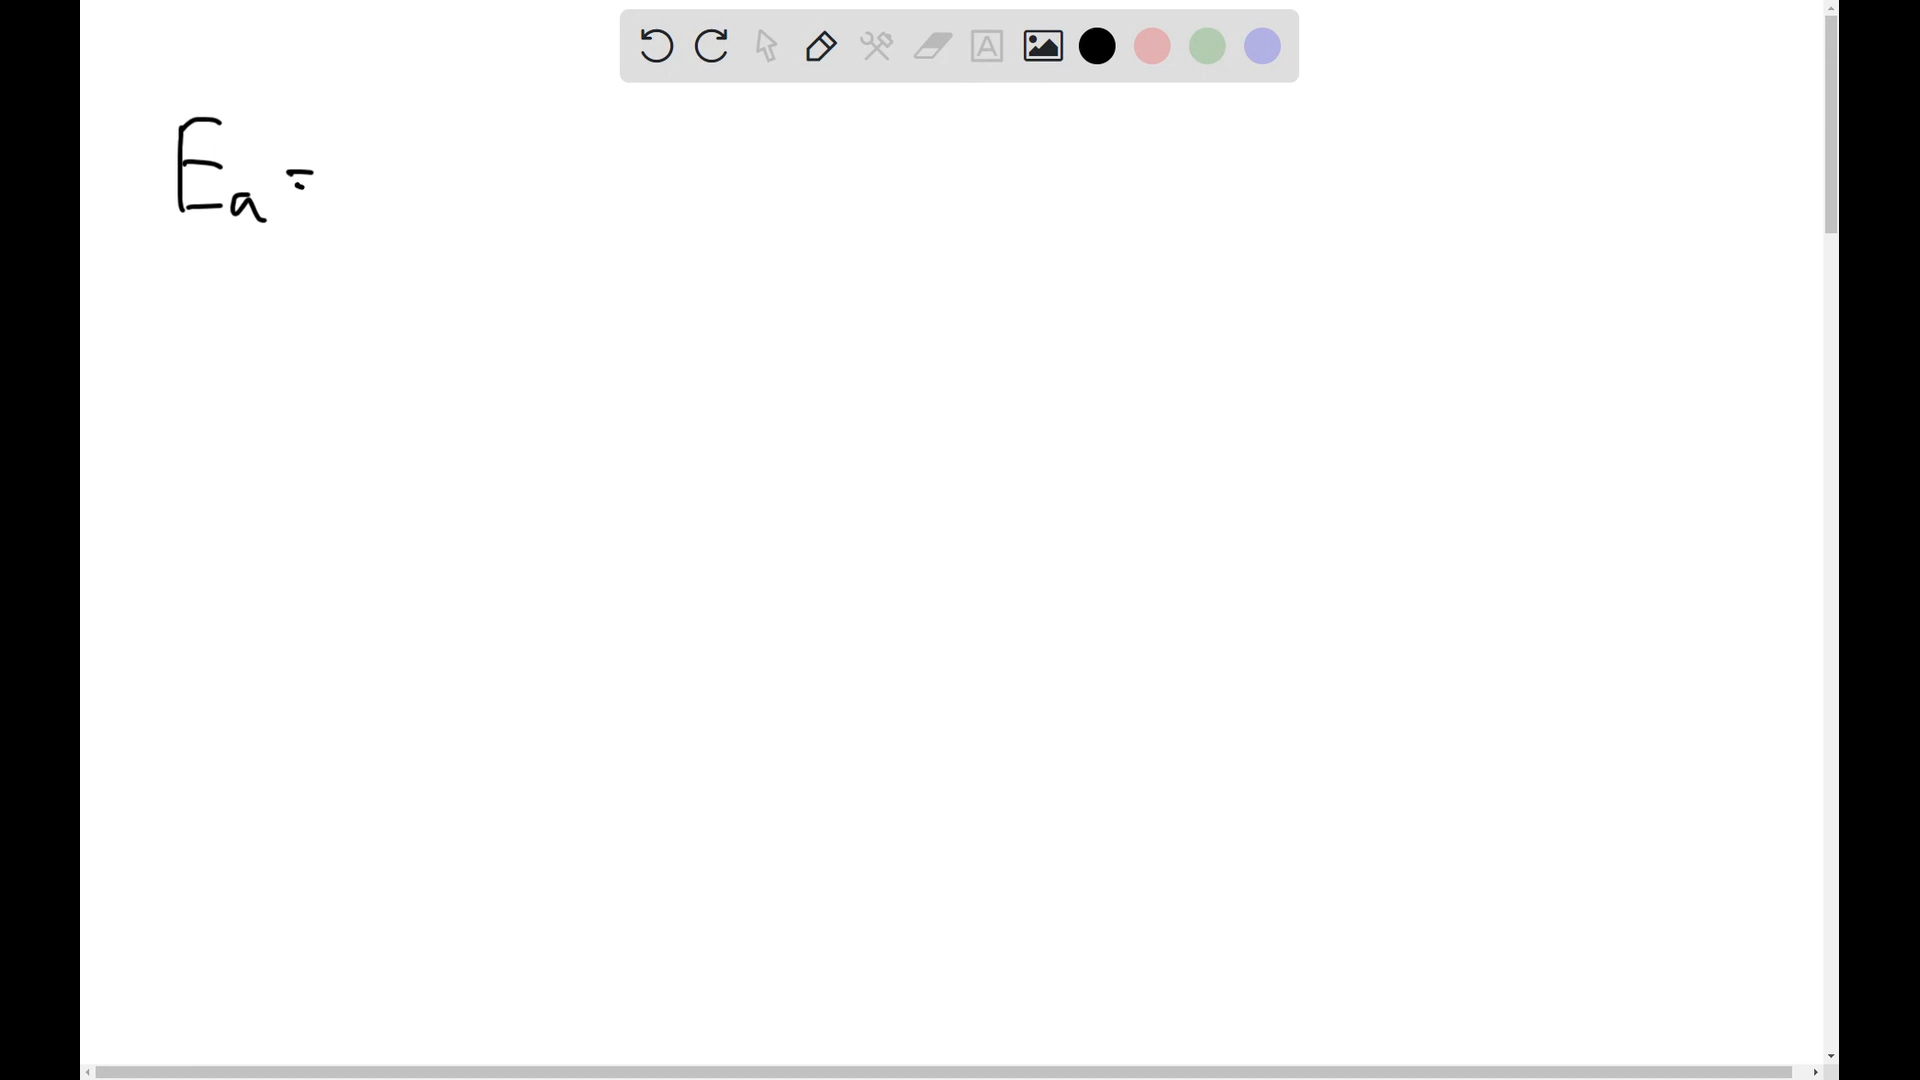 Ea =